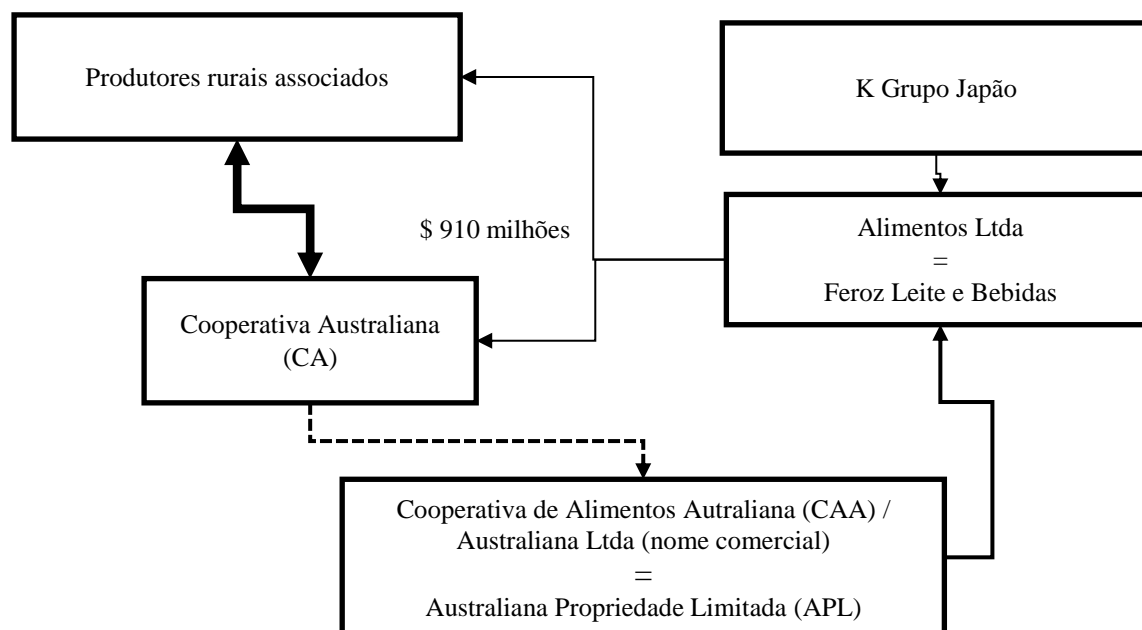 Produtores rurais associados
K Grupo Japão
$ 910 milhões
Alimentos Ltda
=
Feroz Leite e Bebidas
Cooperativa Australiana
(CA)
Cooperativa de Alimentos Autraliana (CAA) /
Australiana Ltda (nome comercial)
=
Australiana Propriedade Limitada (APL)